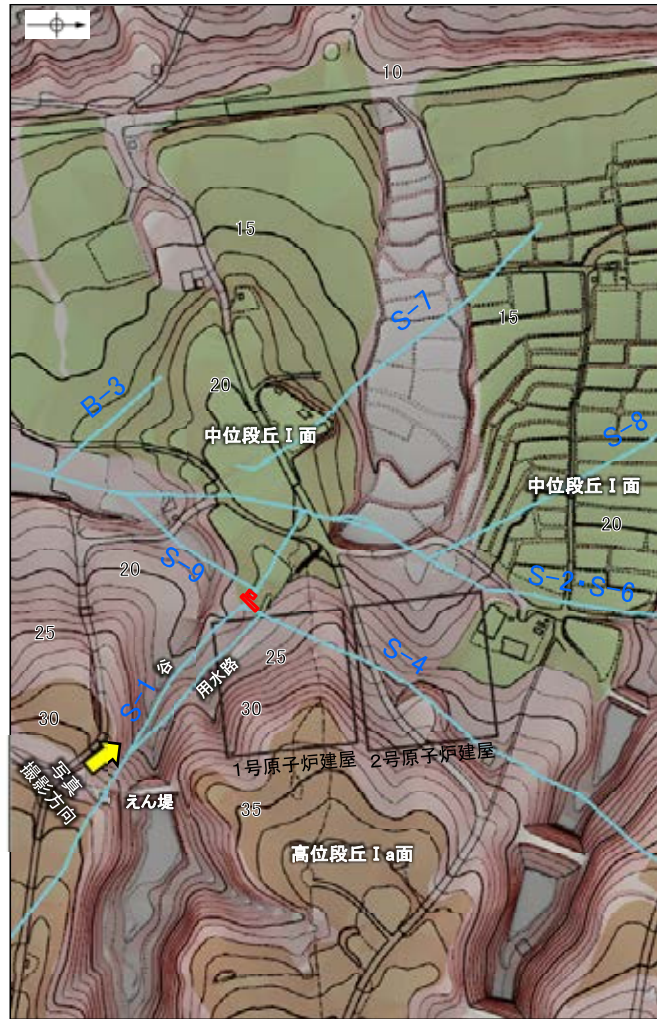 10
15
S-7
15
B-3
20
中位段丘Ⅰ面
S-8
中位段丘Ⅰ面
20
S-9
20
S-2・S-6
25
谷
用水路
25
S-4
S-1
30
30
写真
撮影方向
1号原子炉建屋
2号原子炉建屋
えん堤
35
高位段丘Ⅰa面